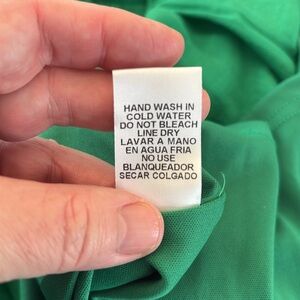 HAND WASH IN
COLD WATER
DO NOT BLEACH
LINE DRY
LAVAR A MANO
EN AGUA FRIA
NO USE
BLANQUEADOR
SECAR COLGADO